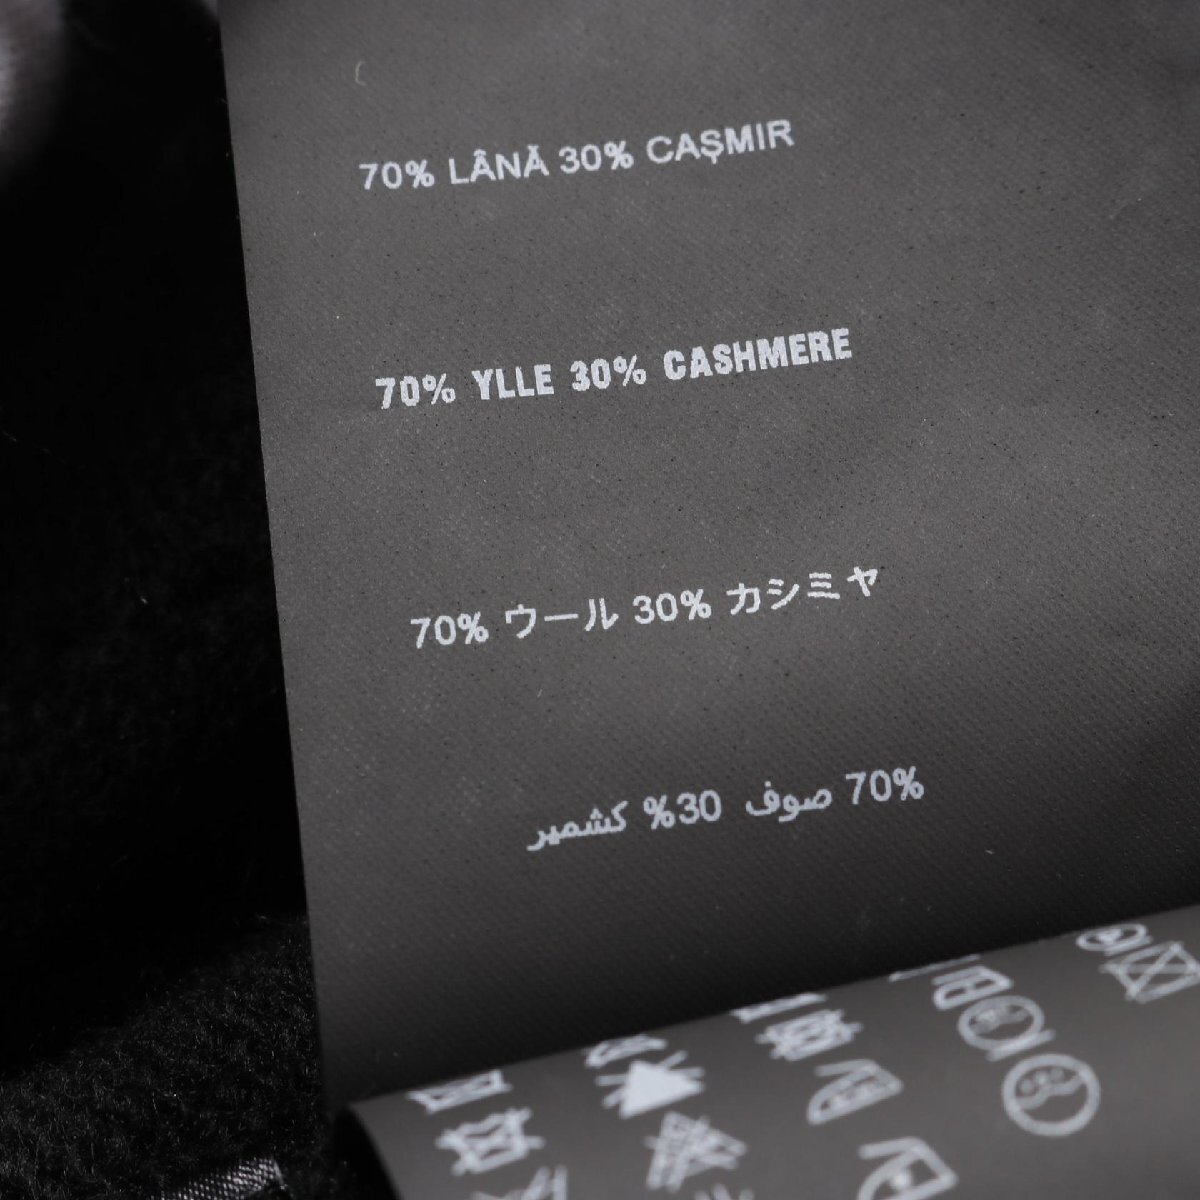 70% LÂNĂ 30% CAȘMIR
70% YLLE 30% CASHMERE
70% ウール 30% カシミヤ
70% صوف 30% كشمير